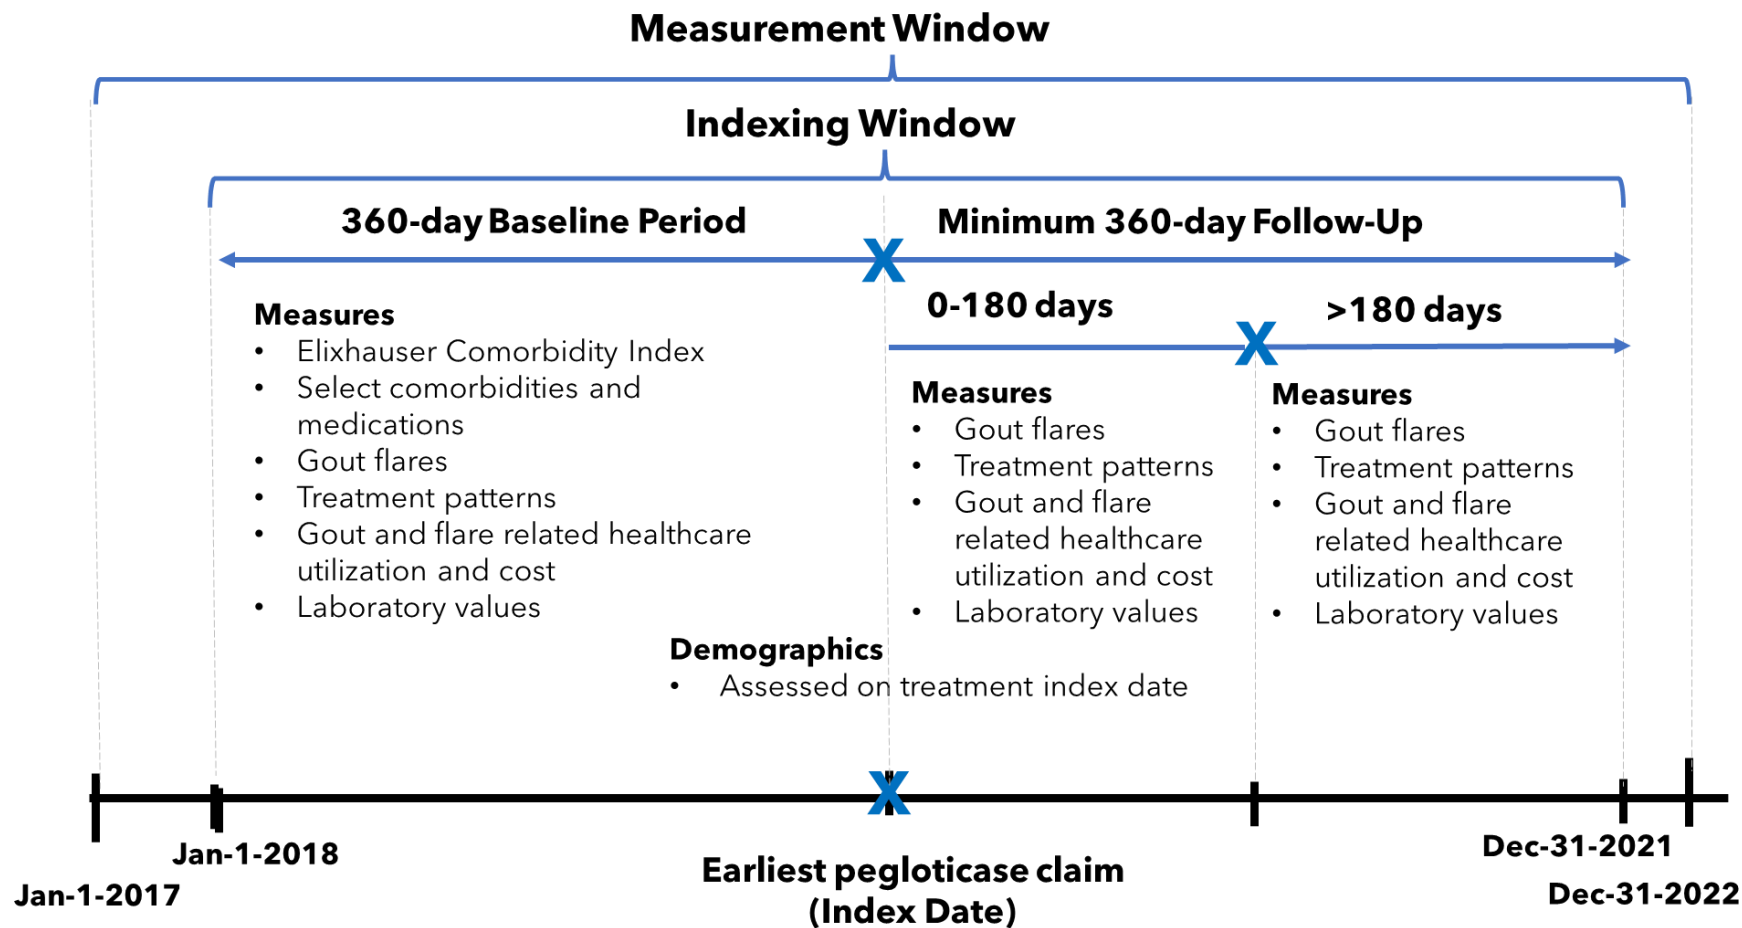 Measurement Window
Indexing Window
360-day Baseline Period
Minimum 360-day Follow-Up
X
0-180 days
>180 days
X
Measures
• Elixhauser Comorbidity Index
• Select comorbidities and
medications
• Gout flares
• Treatment patterns
• Gout and flare related healthcare
utilization and cost
• Laboratory values
Measures
• Gout flares
• Treatment patterns
• Gout and flare
related healthcare
utilization and cost
• Laboratory values
Measures
• Gout flares
• Treatment patterns
• Gout and flare
related healthcare
utilization and cost
• Laboratory values
Demographics
• Assessed on treatment index date
X
Jan-1-2017
Jan-1-2018
Earliest pegloticase claim
(Index Date)
Dec-31-2021
Dec-31-2022